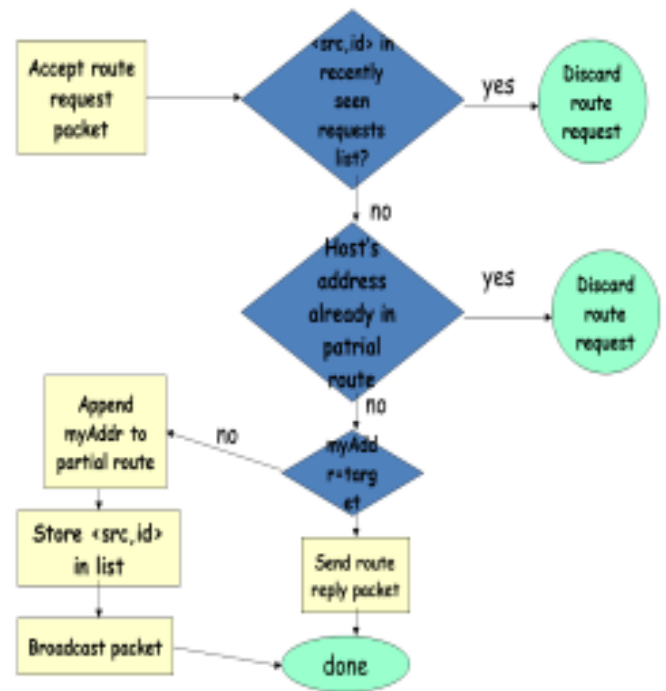 Accept route
request
packet
<src,id> in
recently
seen
requests
list?
yes
Discard
route
request
no
Host's
address
already in
patrial
route
yes
Discard
route
request
no
myAdd
r=targ
et
no
Append
myAddr to
partial route
Store <src,id>
in list
Broadcast packet
Send route
reply packet
done